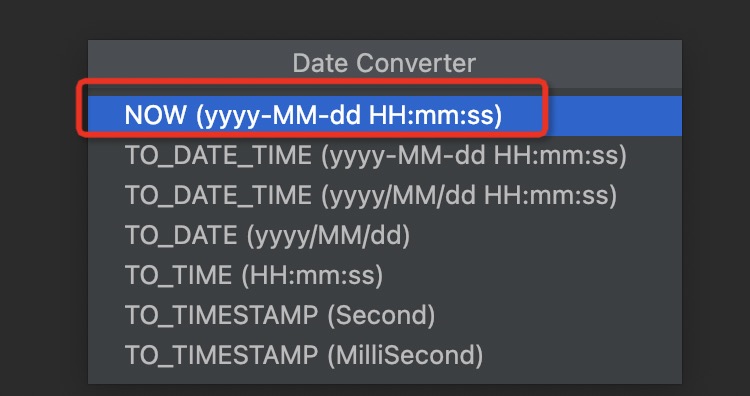 Date Converter
NOW (yyyy-MM-dd HH:mm:ss)
TO_DATE_TIME (yyyy-MM-dd HH:mm:ss)
TO_DATE_TIME (yyyy/MM/dd HH:mm:ss)
TO_DATE (yyyy/MM/dd)
TO_TIME (HH:mm:ss)
TO_TIMESTAMP (Second)
TO_TIMESTAMP (MilliSecond)